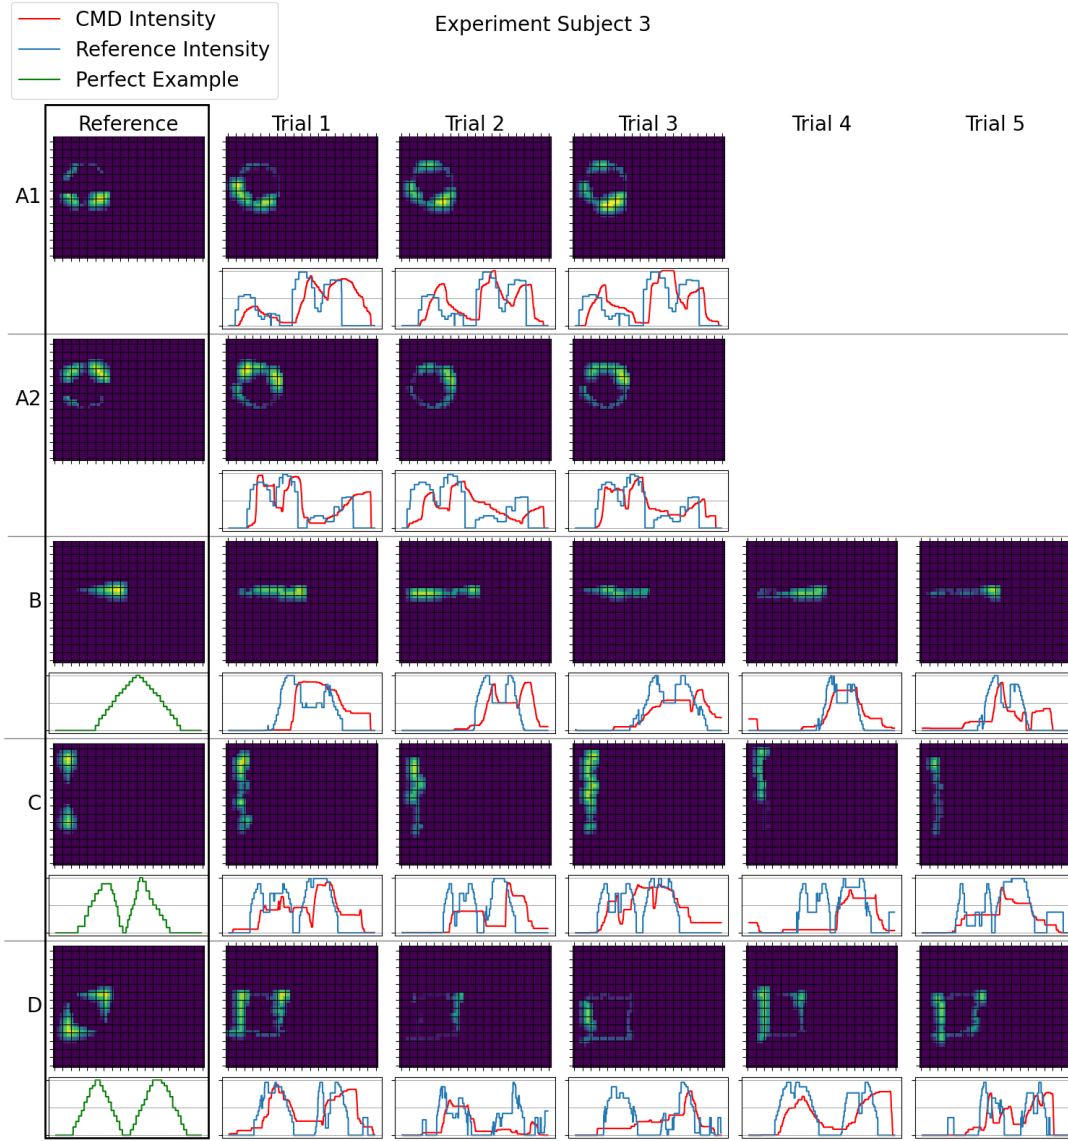 CMD Intensity
Reference Intensity
Perfect Example
Experiment Subject 3
Reference Trial 1 Trial 2 Trial 3 Trial 4 Trial 5
A1
A2
B
C
D